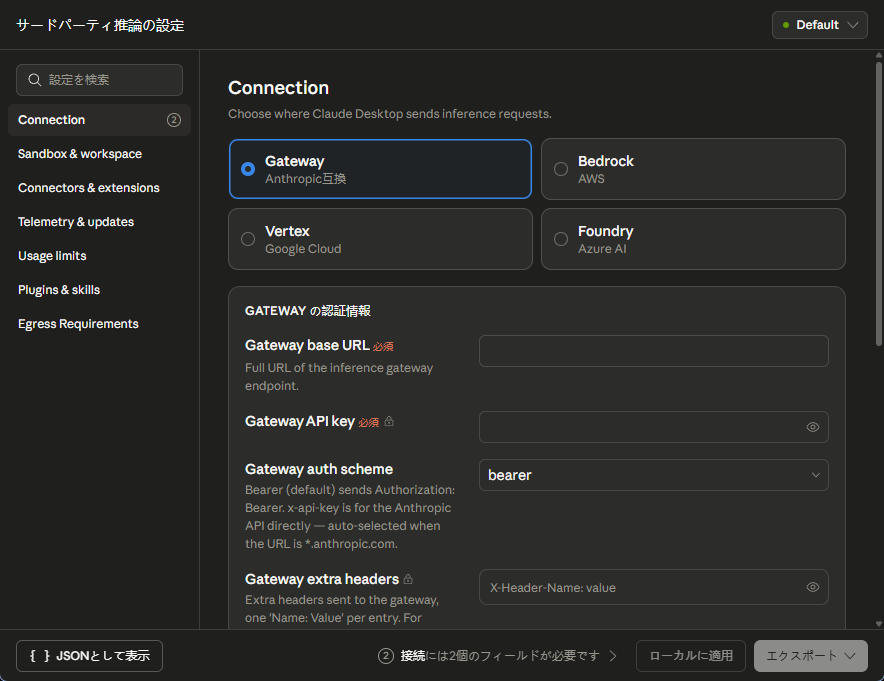 サードパーティ推論の設定
Default
設定を検索
Connection
2
Sandbox & workspace
Connectors & extensions
Telemetry & updates
Usage limits
Plugins & skills
Egress Requirements
Connection
Choose where Claude Desktop sends inference requests.
Gateway
Anthropic互換
Bedrock
AWS
Vertex
Google Cloud
Foundry
Azure AI
GATEWAY の認証情報
Gateway base URL 必須
Full URL of the inference gateway
endpoint.
Gateway API key 必須
Gateway auth scheme
Bearer (default) sends Authorization:
Bearer. x-api-key is for the Anthropic
API directly — auto-selected when
the URL is *.anthropic.com.
bearer
Gateway extra headers
Extra headers sent to the gateway,
one 'Name: Value' per entry. For
X-Header-Name: value
{ } JSONとして表示
2 接続には2個のフィールドが必要です
ローカルに適用
エクスポート